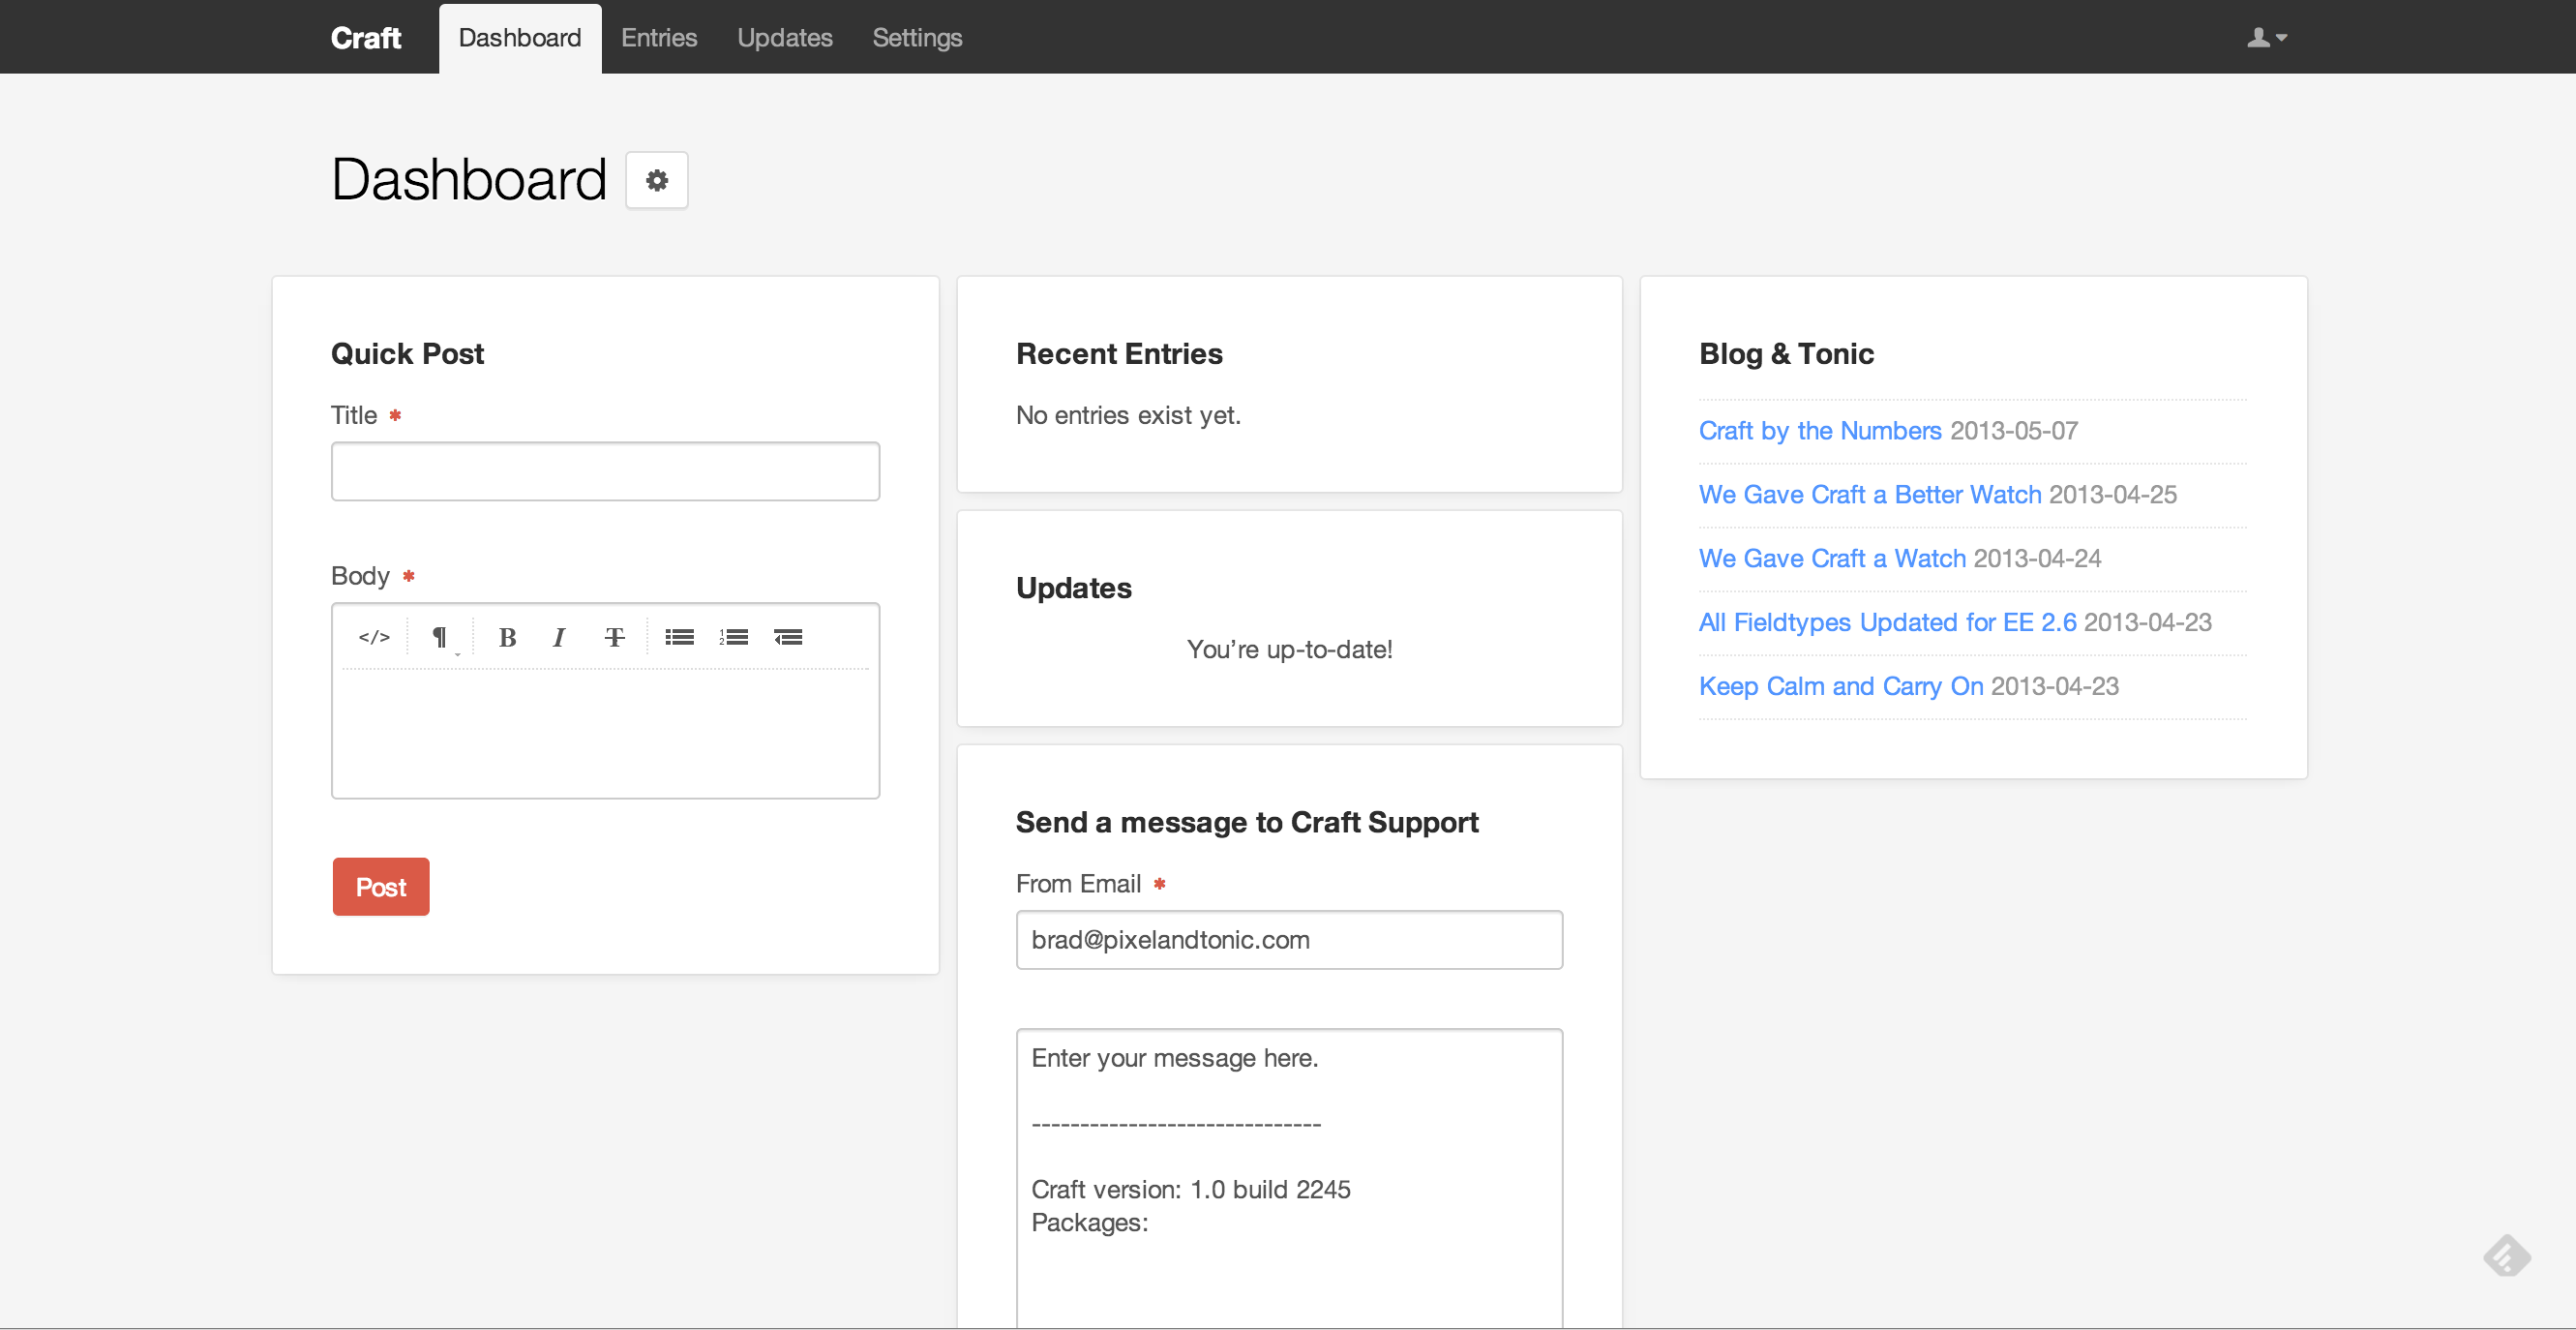 Craft Dashboard Entries Updates Settings
Dashboard
Quick Post
Title *
Body *
</> ¶ B I T
Post
Recent Entries
No entries exist yet.
Updates
You’re up-to-date!
Send a message to Craft Support
From Email *
brad@pixelandtonic.com
Enter your message here.
------------------------------
Craft version: 1.0 build 2245
Packages:
Blog & Tonic
Craft by the Numbers 2013-05-07
We Gave Craft a Better Watch 2013-04-25
We Gave Craft a Watch 2013-04-24
All Fieldtypes Updated for EE 2.6 2013-04-23
Keep Calm and Carry On 2013-04-23